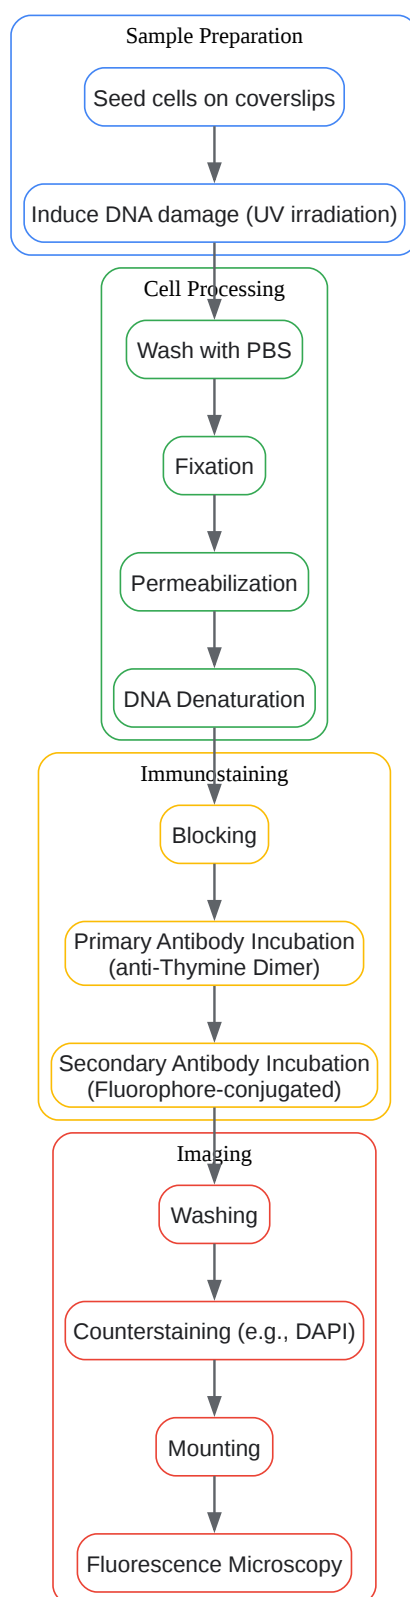 Sample Preparation
Seed cells on coverslips
Induce DNA damage (UV irradiation)
Cell Processing
Wash with PBS
Fixation
Permeabilization
DNA Denaturation
Immunostaining
Blocking
Primary Antibody Incubation
(anti-Thymine Dimer)
Secondary Antibody Incubation
(Fluorophore-conjugated)
Imaging
Washing
Counterstaining (e.g., DAPI)
Mounting
Fluorescence Microscopy